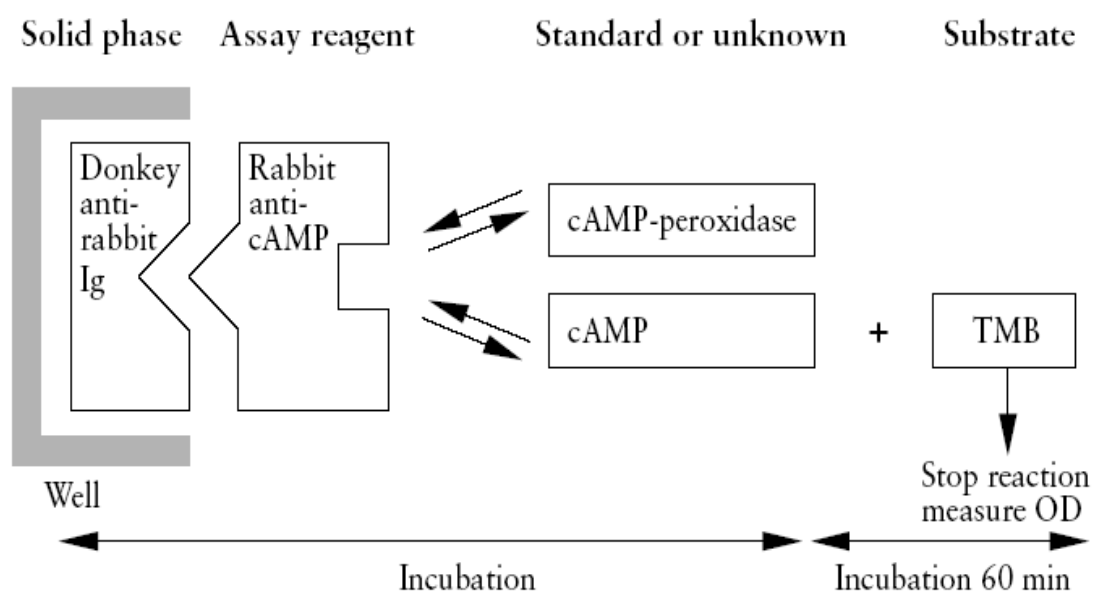 Solid phase
Assay reagent
Standard or unknown
Substrate
Donkey
anti-
rabbit
Ig
Rabbit
anti-
cAMP
cAMP-peroxidase
cAMP
+
TMB
Stop reaction
measure OD
Well
Incubation
Incubation 60 min